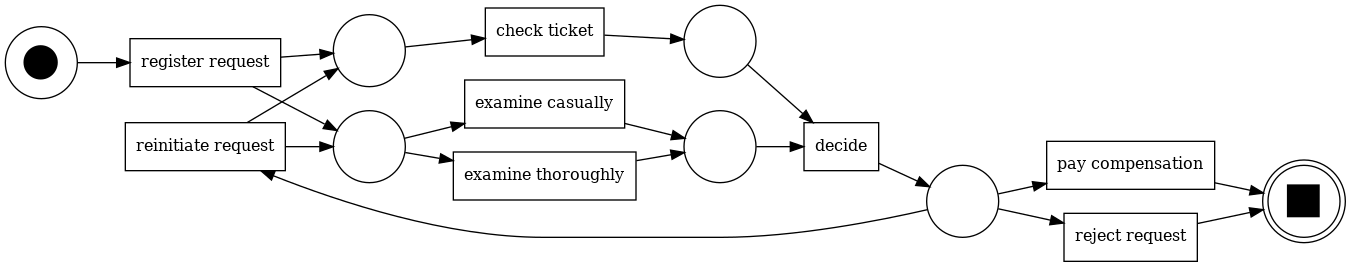 register request
reinitiate request
check ticket
examine casually
examine thoroughly
decide
pay compensation
reject request